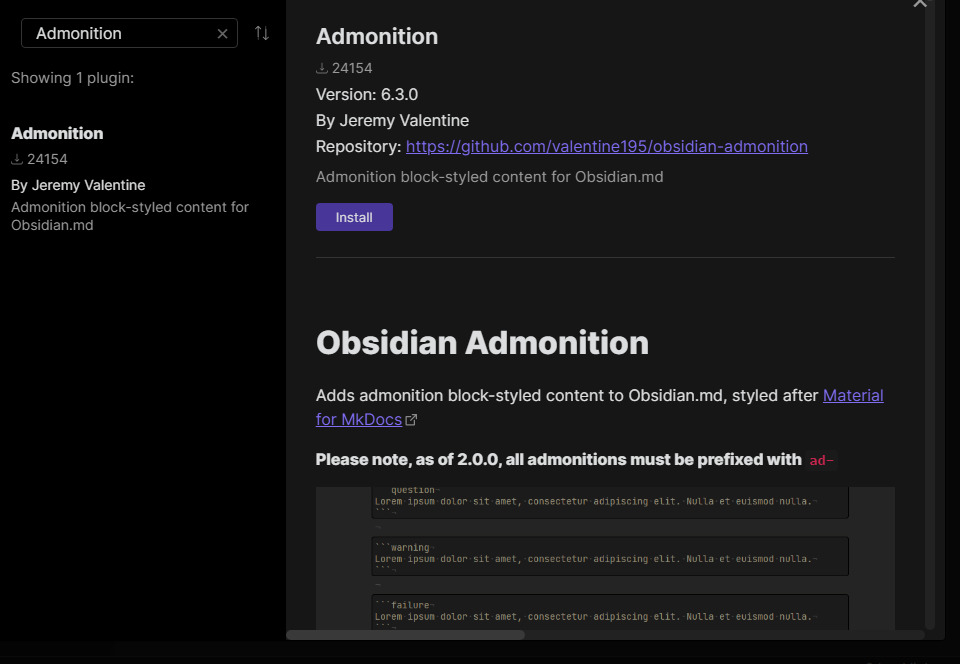 Admonition
Showing 1 plugin:
Admonition
24154
By Jeremy Valentine
Admonition block-styled content for
Obsidian.md
Admonition
24154
Version: 6.3.0
By Jeremy Valentine
Repository: https://github.com/valentine195/obsidian-admonition
Admonition block-styled content for Obsidian.md
Install
Obsidian Admonition
Adds admonition block-styled content to Obsidian.md, styled after Material
for MkDocs
Please note, as of 2.0.0, all admonitions must be prefixed with ad-
question
Lorem ipsum dolor sit amet, consectetur adipiscing elit. Nulla et euismod nulla.
```
```warning
Lorem ipsum dolor sit amet, consectetur adipiscing elit. Nulla et euismod nulla.
```
```failure
Lorem ipsum dolor sit amet, consectetur adipiscing elit. Nulla et euismod nulla.
```